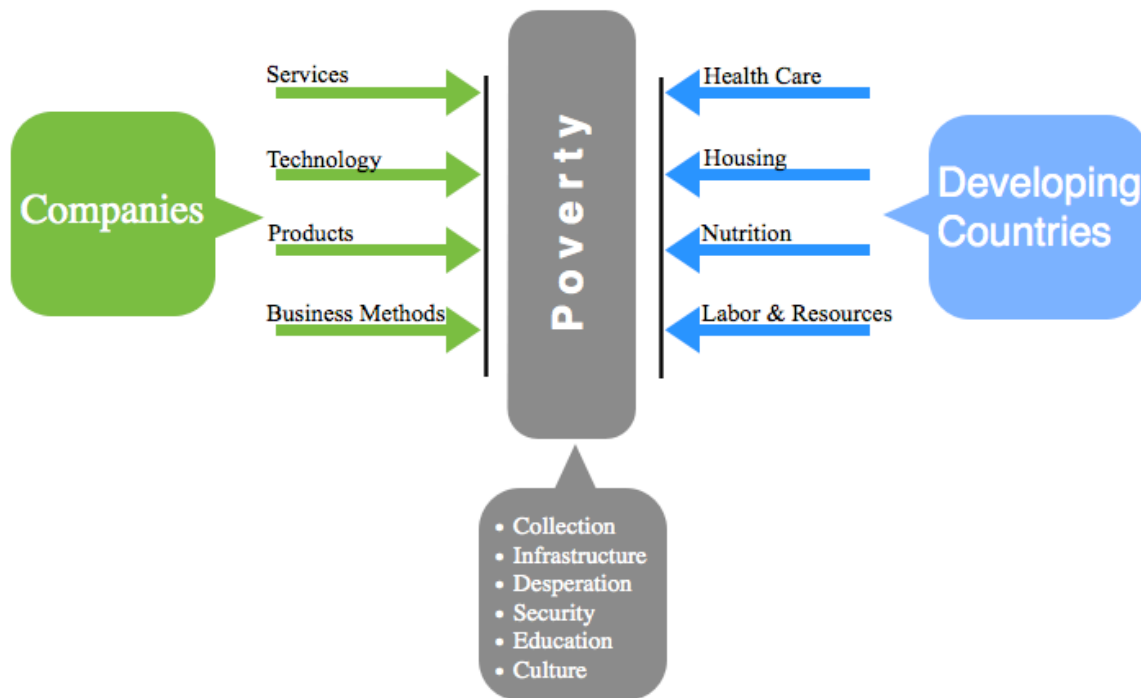 Companies
Services
Technology
Products
Business Methods
Poverty
Health Care
Housing
Nutrition
Labor & Resources
Developing
Countries
• Collection
• Infrastructure
• Desperation
• Security
• Education
• Culture